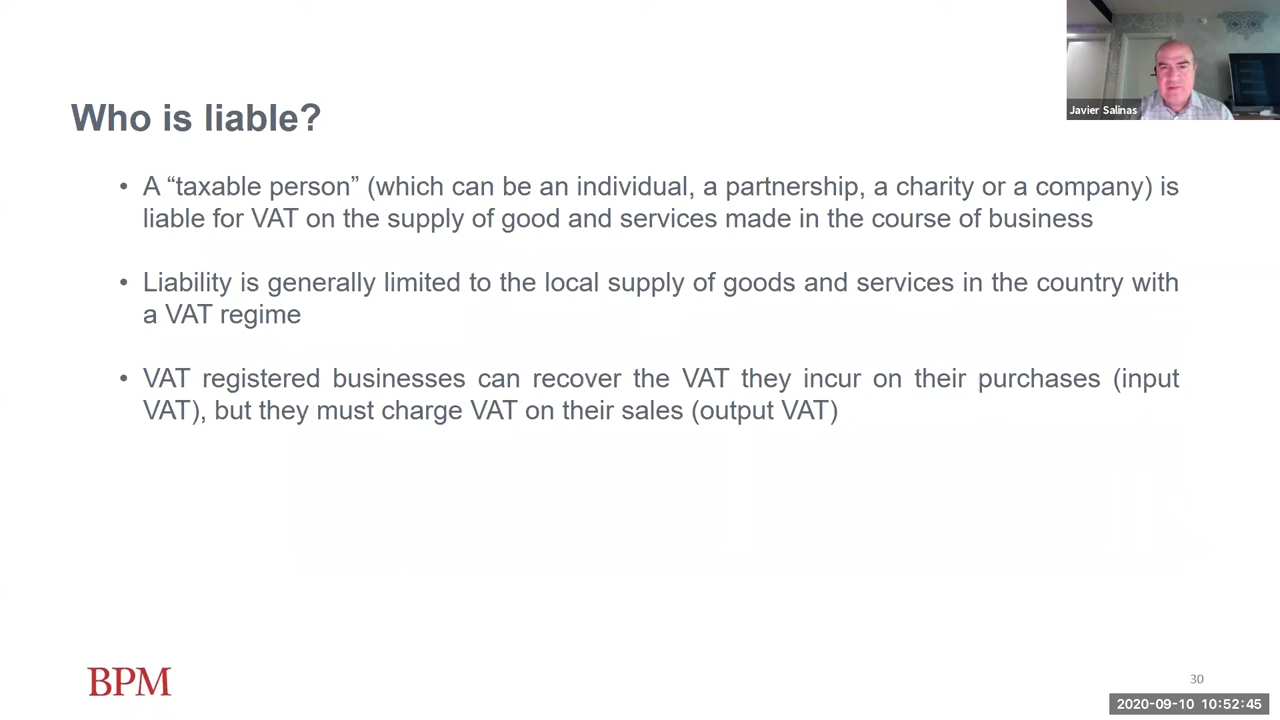 Javier Salinas
Who is liable?
• A “taxable person” (which can be an individual, a partnership, a charity or a company) is
liable for VAT on the supply of good and services made in the course of business
• Liability is generally limited to the local supply of goods and services in the country with
a VAT regime
• VAT registered businesses can recover the VAT they incur on their purchases (input
VAT), but they must charge VAT on their sales (output VAT)
BPM
30
2020-09-10 10:52:45